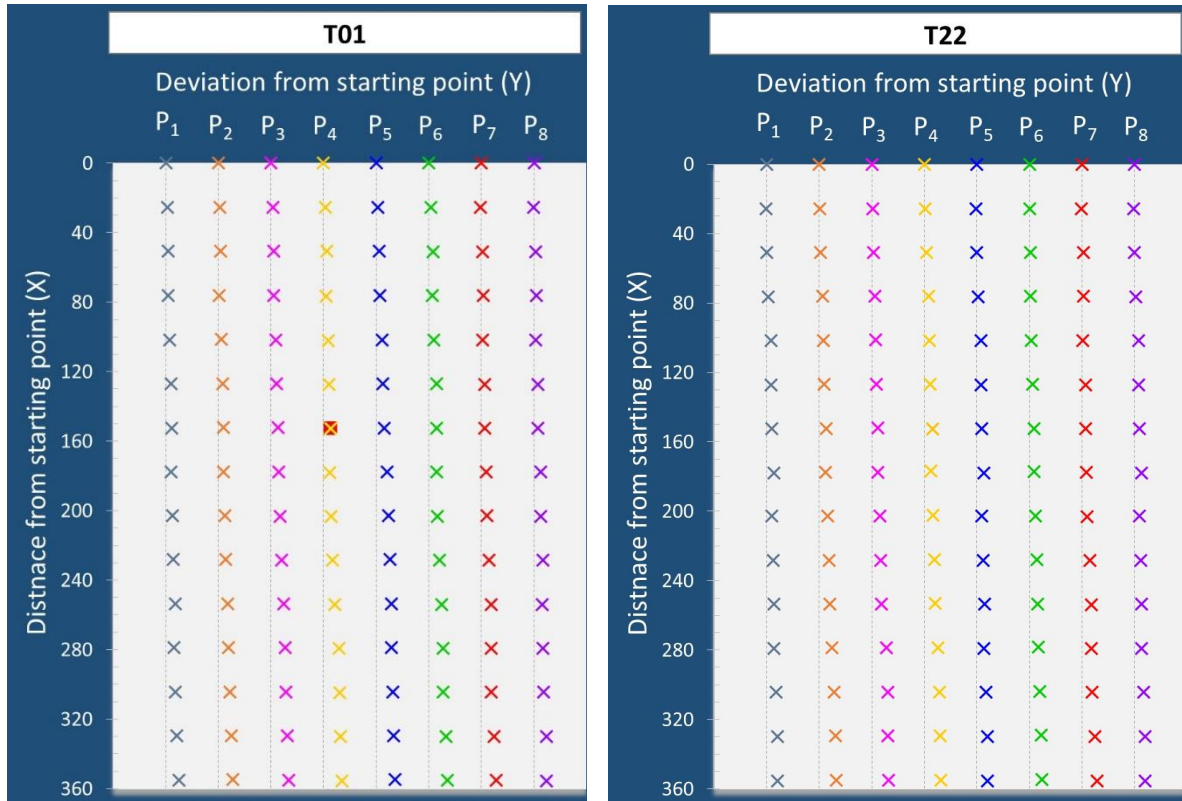 T01
Deviation from starting point (Y)
P1 P2 P3 P4 P5 P6 P7 P8
Distnace from starting point (X)
0
40
80
120
160
200
240
280
320
360
T22
Deviation from starting point (Y)
P1 P2 P3 P4 P5 P6 P7 P8
Distnace from starting point (X)
0
40
80
120
160
200
240
280
320
360